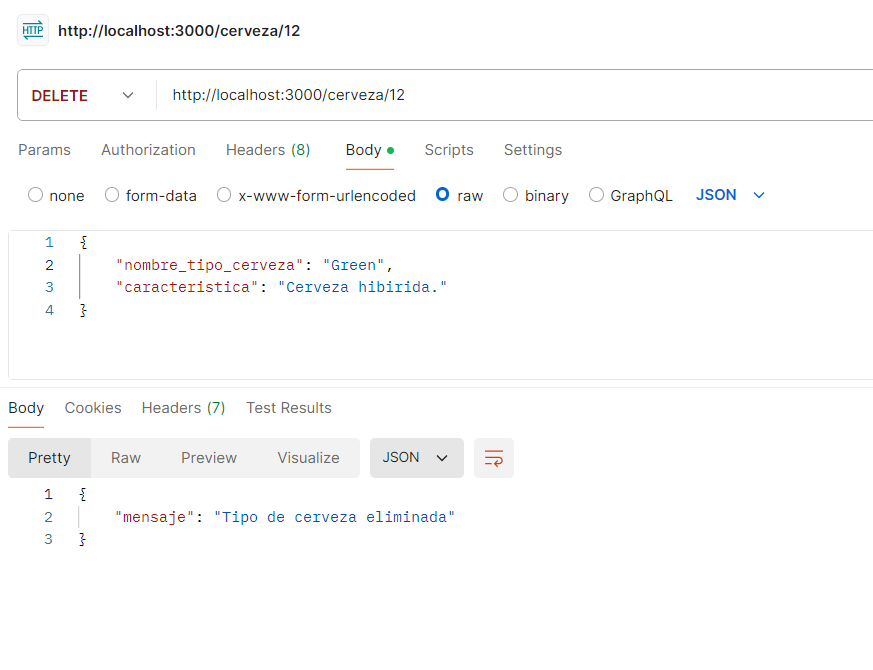 HTTP http://localhost:3000/cerveza/12
DELETE http://localhost:3000/cerveza/12
Params Authorization Headers (8) Body Scripts Settings
none form-data x-www-form-urlencoded raw binary GraphQL JSON
1 {
2 "nombre_tipo_cerveza": "Green",
3 "caracteristica": "Cerveza hibirida."
4 }
Body Cookies Headers (7) Test Results
Pretty Raw Preview Visualize JSON
1 {
2 "mensaje": "Tipo de cerveza eliminada"
3 }